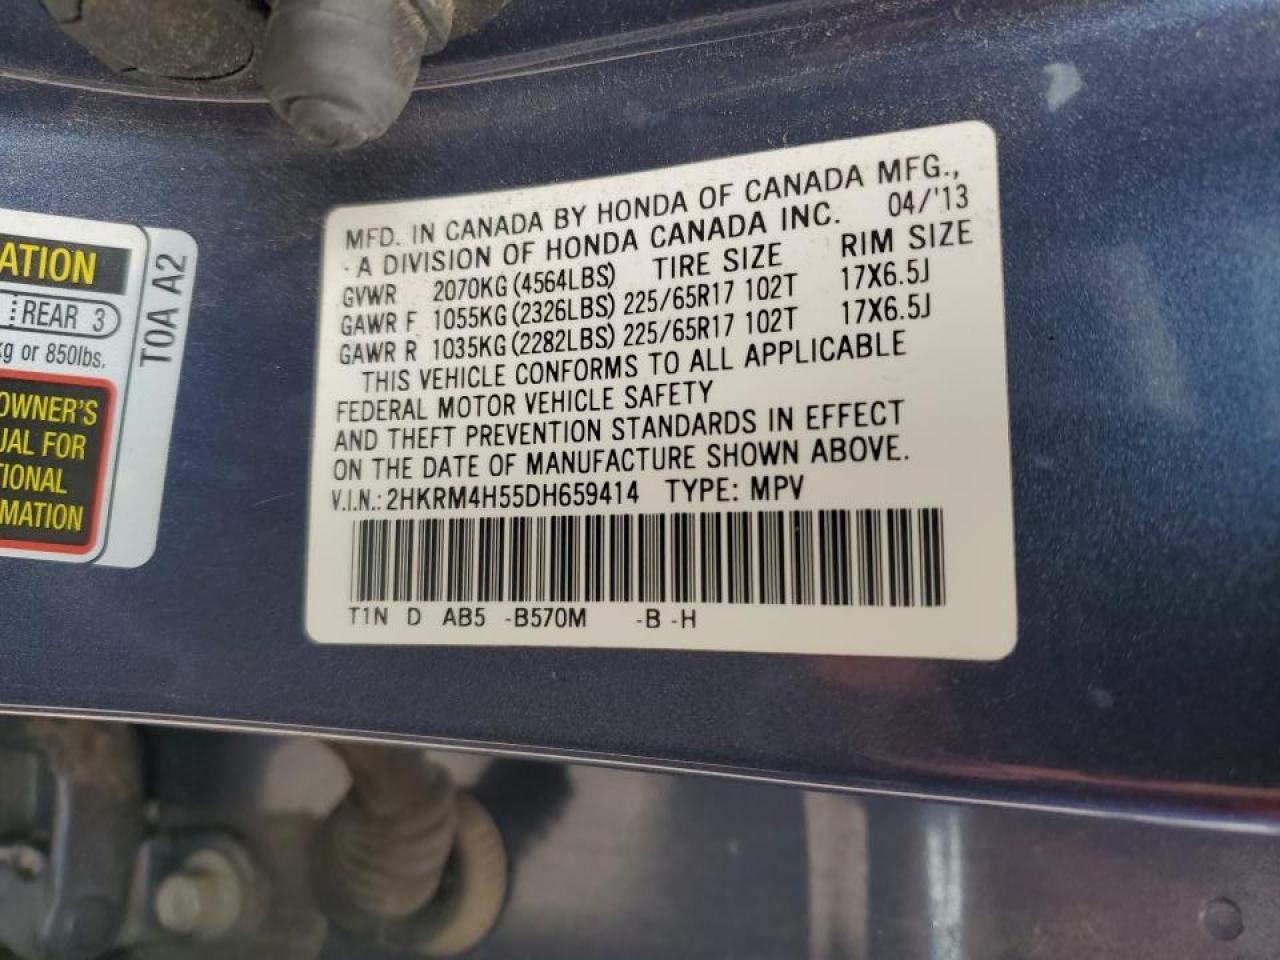 ATION
REAR 3
kg or 850lbs.
OWNER'S
UAL FOR
TIONAL
MATION
T0A A2
MFD. IN CANADA BY HONDA OF CANADA MFG.,
A DIVISION OF HONDA CANADA INC. 04/'13
GVWR 2070KG (4564LBS) TIRE SIZE RIM SIZE
GAWR F 1055KG (2326LBS) 225/65R17 102T 17X6.5J
GAWR R 1035KG (2282LBS) 225/65R17 102T 17X6.5J
THIS VEHICLE CONFORMS TO ALL APPLICABLE
FEDERAL MOTOR VEHICLE SAFETY
AND THEFT PREVENTION STANDARDS IN EFFECT
ON THE DATE OF MANUFACTURE SHOWN ABOVE.
V.I.N.: 2HKRM4H55DH659414 TYPE: MPV
T1N D AB5 -B570M -B -H